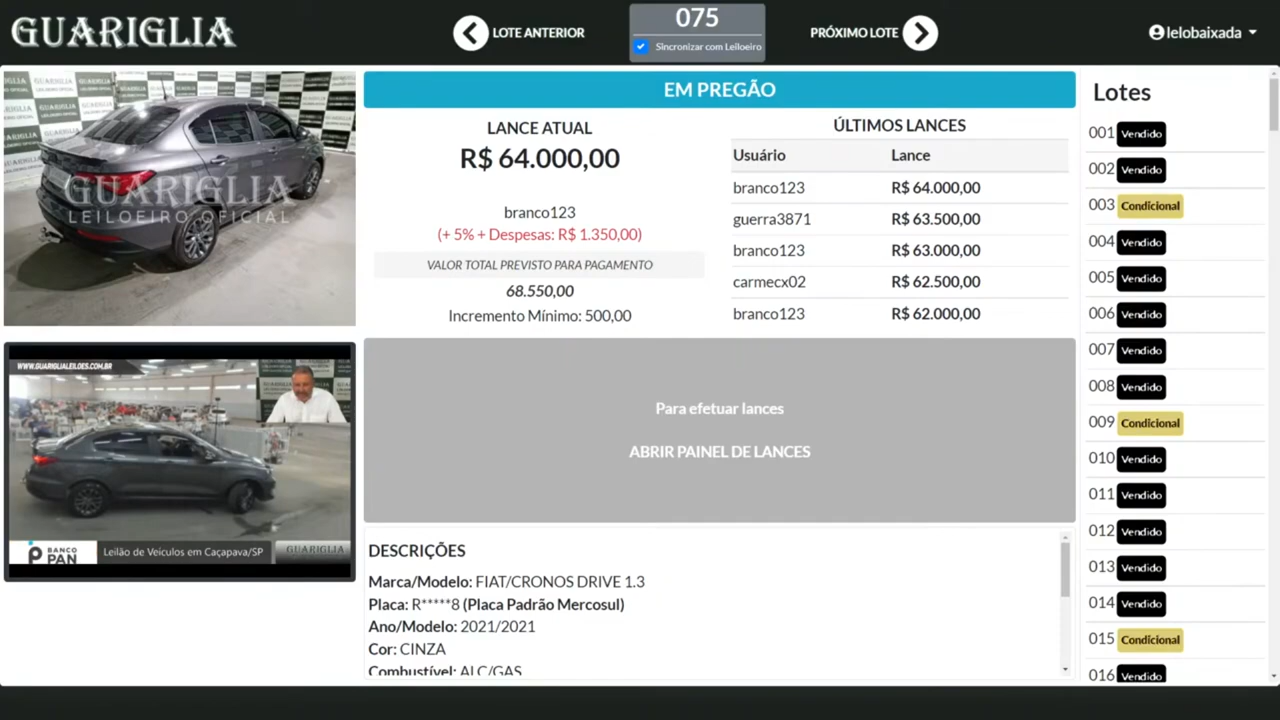 GUARIGLIA
LOTE ANTERIOR
075
Sincronizar com Leiloeiro
PRÓXIMO LOTE
lelobaixada
GUARIGLIA
LEILOEIRO OFICIAL
EM PREGÃO
LANCE ATUAL
R$ 64.000,00
branco123
(+ 5% + Despesas: R$ 1.350,00)
VALOR TOTAL PREVISTO PARA PAGAMENTO
68.550,00
Incremento Mínimo: 500,00
ÚLTIMOS LANCES
Usuário Lance
branco123 R$ 64.000,00
guerra3871 R$ 63.500,00
branco123 R$ 63.000,00
carmecx02 R$ 62.500,00
branco123 R$ 62.000,00
Para efetuar lances
ABRIR PAINEL DE LANCES
WWW.GUARIGLIALEILOES.COM.BR
BANCO
PAN
Leilão de Veículos em Caçapava/SP
GUARIGLIA
DESCRIÇÕES
Marca/Modelo: FIAT/CRONOS DRIVE 1.3
Placa: R*****8 (Placa Padrão Mercosul)
Ano/Modelo: 2021/2021
Cor: CINZA
Combustível: ALC/GAS
Lotes
001 Vendido
002 Vendido
003 Condicional
004 Vendido
005 Vendido
006 Vendido
007 Vendido
008 Vendido
009 Condicional
010 Vendido
011 Vendido
012 Vendido
013 Vendido
014 Vendido
015 Condicional
016 Vendido